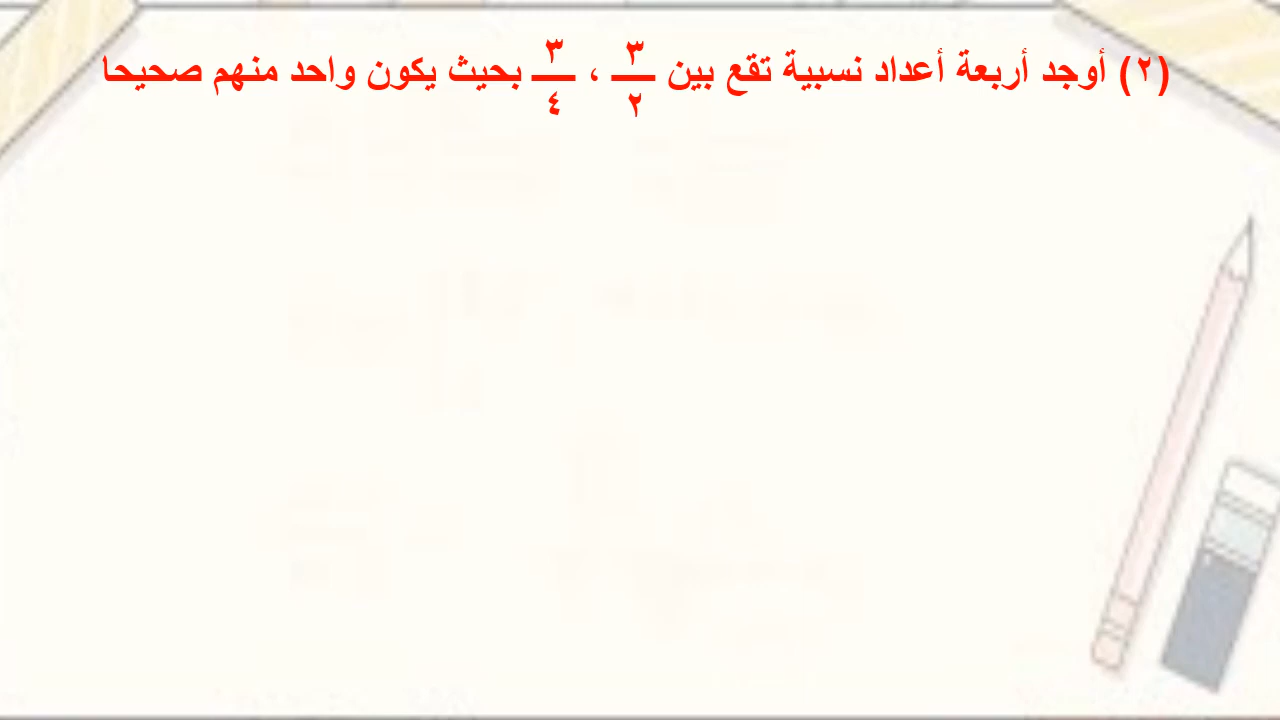 (٢) أوجد أربعة أعداد نسبية تقع بين ٣/٢ ، ٣/٤ بحيث يكون واحد منهم صحيحا